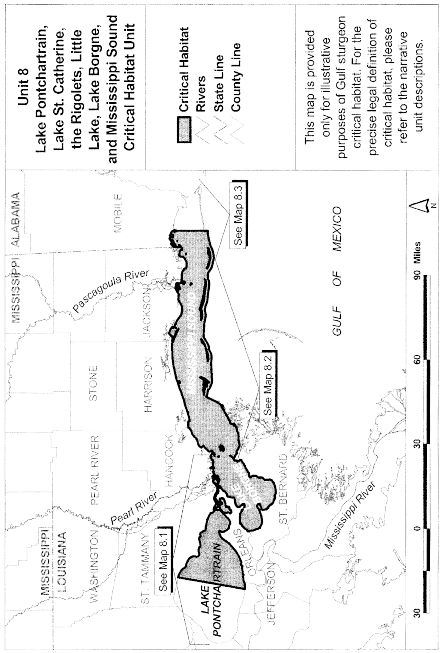 Unit 8
Lake Pontchartrain,
Lake St. Catherine,
the Rigolets, Little
Lake, Lake Borgne,
and Mississippi Sound
Critical Habitat Unit
Critical Habitat
Rivers
State Line
County Line
This map is provided
only for illustrative
purposes of Gulf sturgeon
critical habitat. For the
precise legal definition of
critical habitat, please
refer to the narrative
unit descriptions.
MISSISSIPPI
LOUISIANA
MISSISSIPPI
ALABAMA
WASHINGTON
PEARL RIVER
STONE
MOBILE
Pascagoula River
Pearl River
ST. TAMMANY
HANCOCK
HARRISON
JACKSON
See Map 8.1
LAKE
PONTCHARTRAIN
ORLEANS
JEFFERSON
ST. BERNARD
See Map 8.2
See Map 8.3
Mississippi River
GULF OF MEXICO
30 0 30 60 90 Miles
N